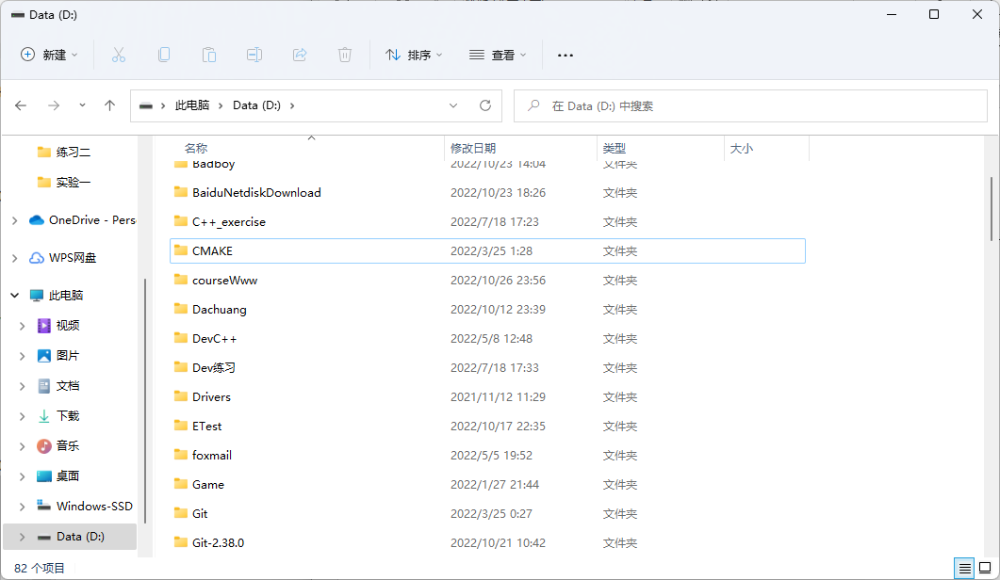 Data (D:)
新建
排序
查看
此电脑
Data (D:)
在 Data (D:) 中搜索
练习二
实验一
OneDrive - Pers
WPS网盘
此电脑
视频
图片
文档
下载
音乐
桌面
Windows-SSD
Data (D:)
名称 修改日期 类型 大小
Badboy 2022/10/23 14:04 文件夹
BaiduNetdiskDownload 2022/10/23 18:26 文件夹
C++_exercise 2022/7/18 17:23 文件夹
CMAKE 2022/3/25 1:28 文件夹
courseWww 2022/10/26 23:56 文件夹
Dachuang 2022/10/12 23:39 文件夹
DevC++ 2022/5/8 12:48 文件夹
Dev练习 2022/7/18 17:33 文件夹
Drivers 2021/11/12 11:29 文件夹
ETest 2022/10/17 22:35 文件夹
foxmail 2022/5/5 19:52 文件夹
Game 2022/1/27 21:44 文件夹
Git 2022/3/25 0:27 文件夹
Git-2.38.0 2022/10/21 10:42 文件夹
82 个项目